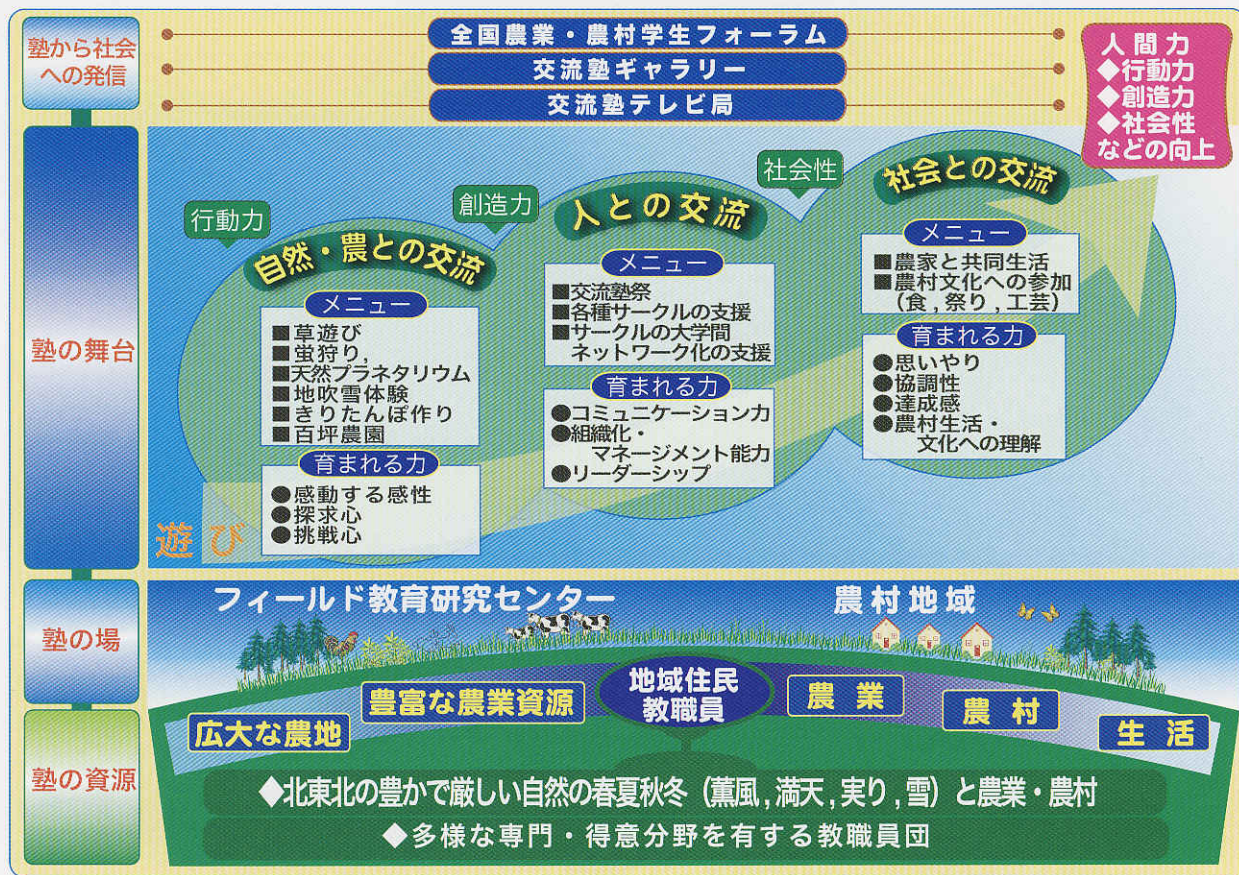 塾から社会
への発信
全国農業・農村学生フォーラム
交流塾ギャラリー
交流塾テレビ局
人間力
◆行動力
◆創造力
◆社会性
などの向上
塾の舞台
行動力
自然・農との交流
メニュー
■草遊び
■蛍狩り,
■天然プラネタリウム
■地吹雪体験
■きりたんぽ作り
■百坪農園
育まれる力
●感動する感性
●探求心
●挑戦心
遊び
創造力
人との交流
メニュー
■交流塾祭
■各種サークルの支援
■サークルの大学間
ネットワーク化の支援
育まれる力
●コミュニケーション力
●組織化・
マネージメント能力
●リーダーシップ
社会性
社会との交流
メニュー
■農家と共同生活
■農村文化への参加
(食,祭り,工芸)
育まれる力
●思いやり
●協調性
●達成感
●農村生活・
文化への理解
塾の場
フィールド教育研究センター
農村地域
塾の資源
広大な農地
豊富な農業資源
地域住民
教職員
農業
農村
生活
◆北東北の豊かで厳しい自然の春夏秋冬(薫風,満天,実り,雪)と農業・農村
◆多様な専門・得意分野を有する教職員団